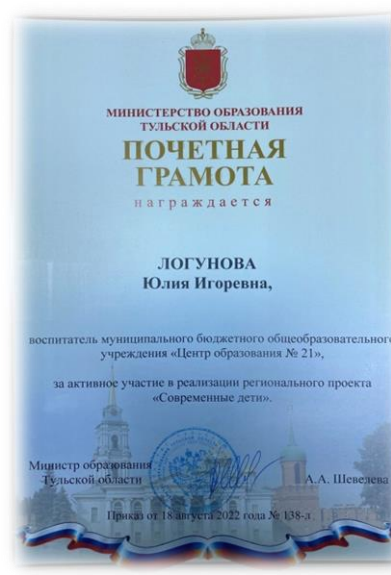 МИНИСТЕРСТВО ОБРАЗОВАНИЯ
ТУЛЬСКОЙ ОБЛАСТИ
ПОЧЕТНАЯ
ГРАМОТА
награждается
ЛОГУНОВА
Юлия Игоревна,
воспитатель муниципального бюджетного общеобразовательного
учреждения «Центр образования № 21»,
за активное участие в реализации регионального проекта
«Современные дети».
Министр образования
Тульской области
А.А. Шевелева
Приказ от 18 августа 2022 года № 138-л